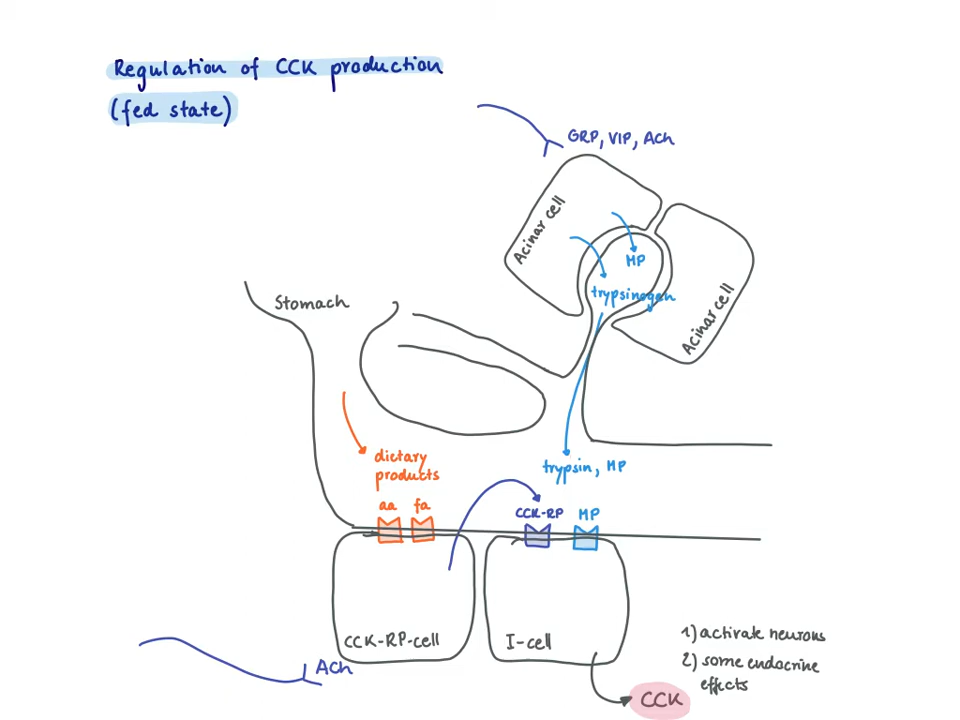 Regulation of CCK production
(fed state)
GRP, VIP, Ach
Acinar cell
MP
trypsinogen
Acinar cell
Stomach
dietary
products
trypsin, MP
aa
fa
CCK-RP
MP
CCK-RP-cell
I-cell
Ach
1) activate neurons
2) some endocrine
effects
CCK